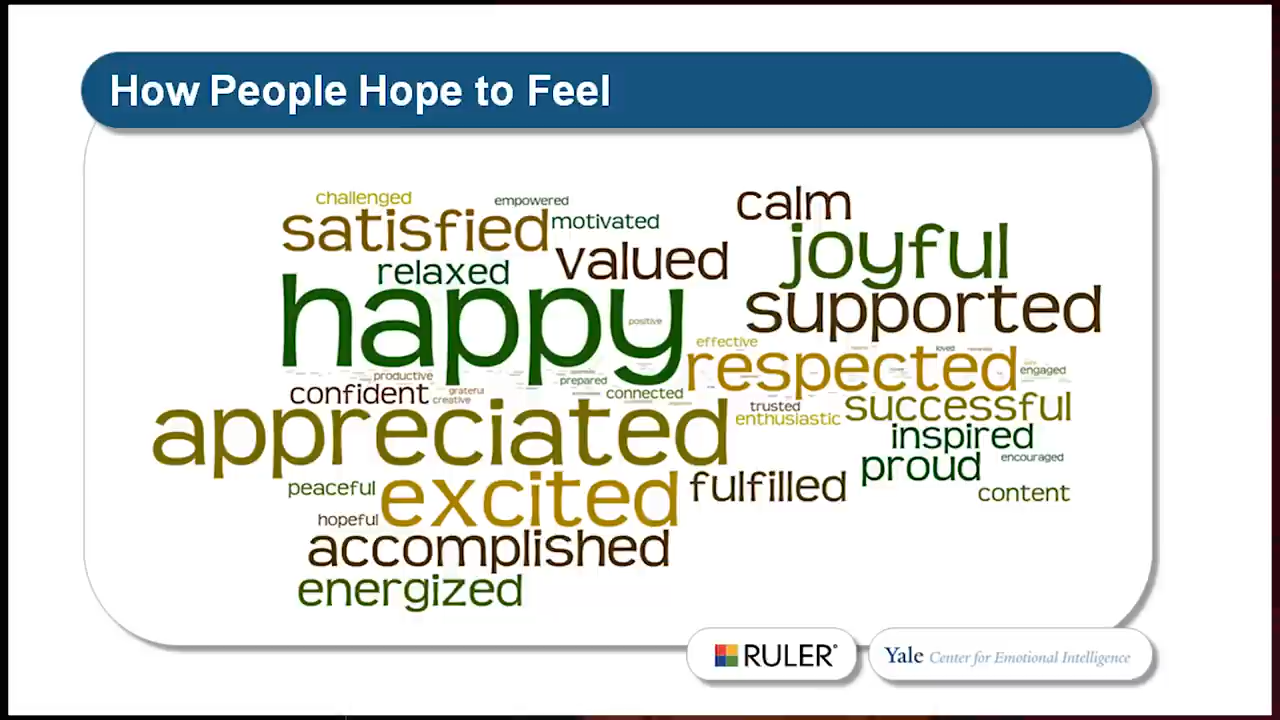 How People Hope to Feel
challenged
empowered
calm
satisfied
motivated
joyful
valued
relaxed
happy
supported
positive
effective
loved
respected
engaged
productive
prepared
confident
grateful
connected
creative
trusted
successful
appreciated
enthusiastic
inspired
encouraged
proud
peaceful
excited
fulfilled
content
hopeful
accomplished
energized
RULER®
Yale Center for Emotional Intelligence